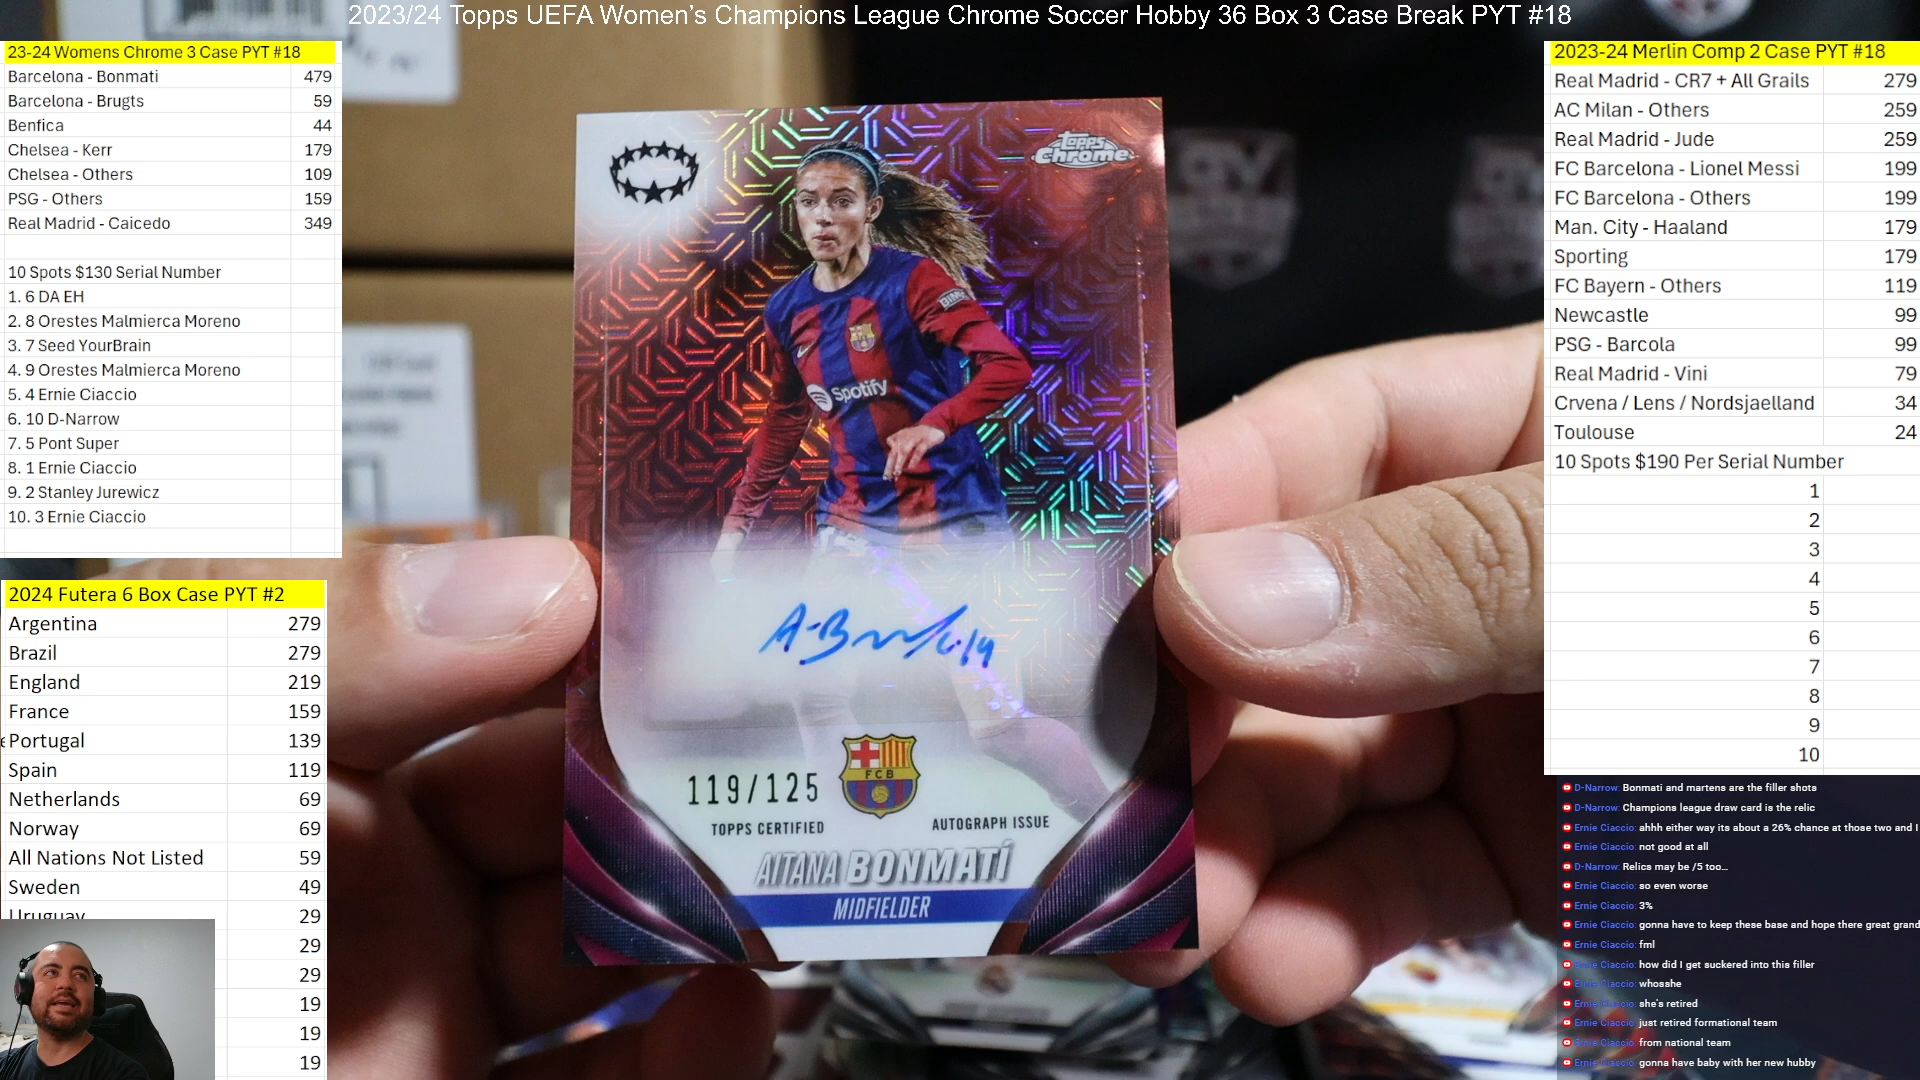 2023/24 Topps UEFA Women’s Champions League Chrome Soccer Hobby 36 Box 3 Case Break PYT #18
23-24 Womens Chrome 3 Case PYT #18
Barcelona - Bonmati 479
Barcelona - Brugts 59
Benfica 44
Chelsea - Kerr 179
Chelsea - Others 109
PSG - Others 159
Real Madrid - Caicedo 349
10 Spots $130 Serial Number
1. 6 DA EH
2. 8 Orestes Malmierca Moreno
3. 7 Seed YourBrain
4. 9 Orestes Malmierca Moreno
5. 4 Ernie Ciaccio
6. 10 D-Narrow
7. 5 Pont Super
8. 1 Ernie Ciaccio
9. 2 Stanley Jurewicz
10. 3 Ernie Ciaccio
2024 Futera 6 Box Case PYT #2
Argentina 279
Brazil 279
England 219
France 159
Portugal 139
Spain 119
Netherlands 69
Norway 69
All Nations Not Listed 59
Sweden 49
Uruguay 29
29
29
19
19
19
Topps
Chrome
BIMBO
Spotify
FCB
119/125
TOPPS CERTIFIED
AUTOGRAPH ISSUE
AITANA BONMATÍ
MIDFIELDER
2023-24 Merlin Comp 2 Case PYT #18
Real Madrid - CR7 + All Grails 279
AC Milan - Others 259
Real Madrid - Jude 259
FC Barcelona - Lionel Messi 199
FC Barcelona - Others 199
Man. City - Haaland 179
Sporting 179
FC Bayern - Others 119
Newcastle 99
PSG - Barcola 99
Real Madrid - Vini 79
Crvena / Lens / Nordsjaelland 34
Toulouse 24
10 Spots $190 Per Serial Number
1
2
3
4
5
6
7
8
9
10
D-Narrow: Bonmati and martens are the filler shots
D-Narrow: Champions league draw card is the relic
Ernie Ciaccio: ahhh either way its about a 26% chance at those two and I
Ernie Ciaccio: not good at all
D-Narrow: Relics may be /5 too...
Ernie Ciaccio: so even worse
Ernie Ciaccio: 3%
Ernie Ciaccio: gonna have to keep these base and hope there great grand
Ernie Ciaccio: fml
Ernie Ciaccio: how did I get suckered into this filler
Ernie Ciaccio: whosshe
Ernie Ciaccio: she's retired
Ernie Ciaccio: just retired formational team
Ernie Ciaccio: from national team
Ernie Ciaccio: gonna have baby with her new hubby